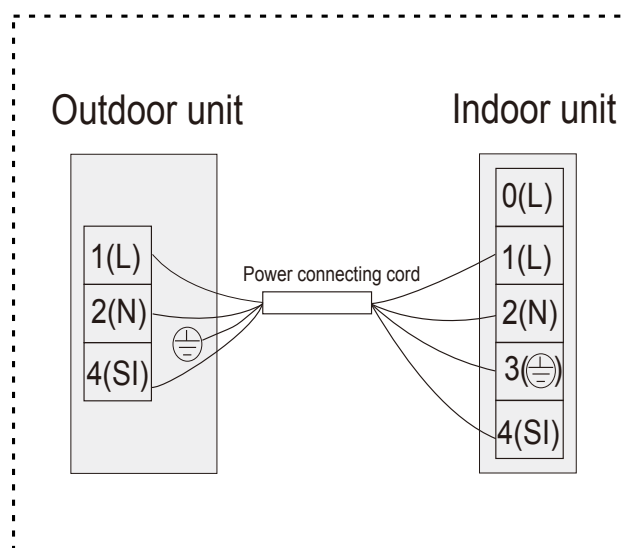 Outdoor unit
Indoor unit
0(L)
1(L)
1(L)
Power connecting cord
2(N)
2(N)
3(⏚)
4(SI)
4(SI)